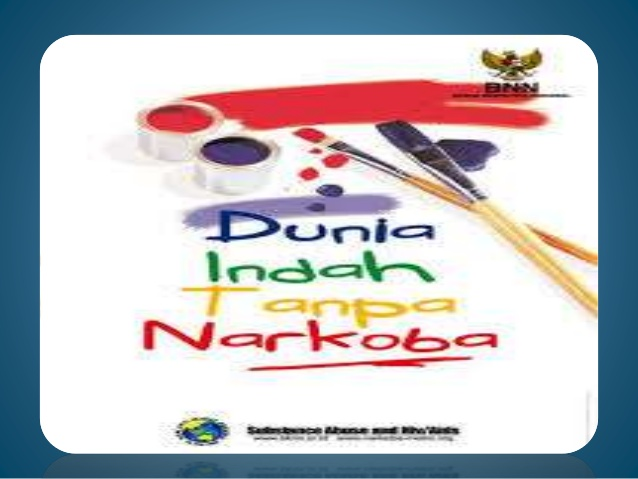 BNN
Dunia
Indah
Tanpa
Narkoba
Substance Abuse and Hiv/Aids